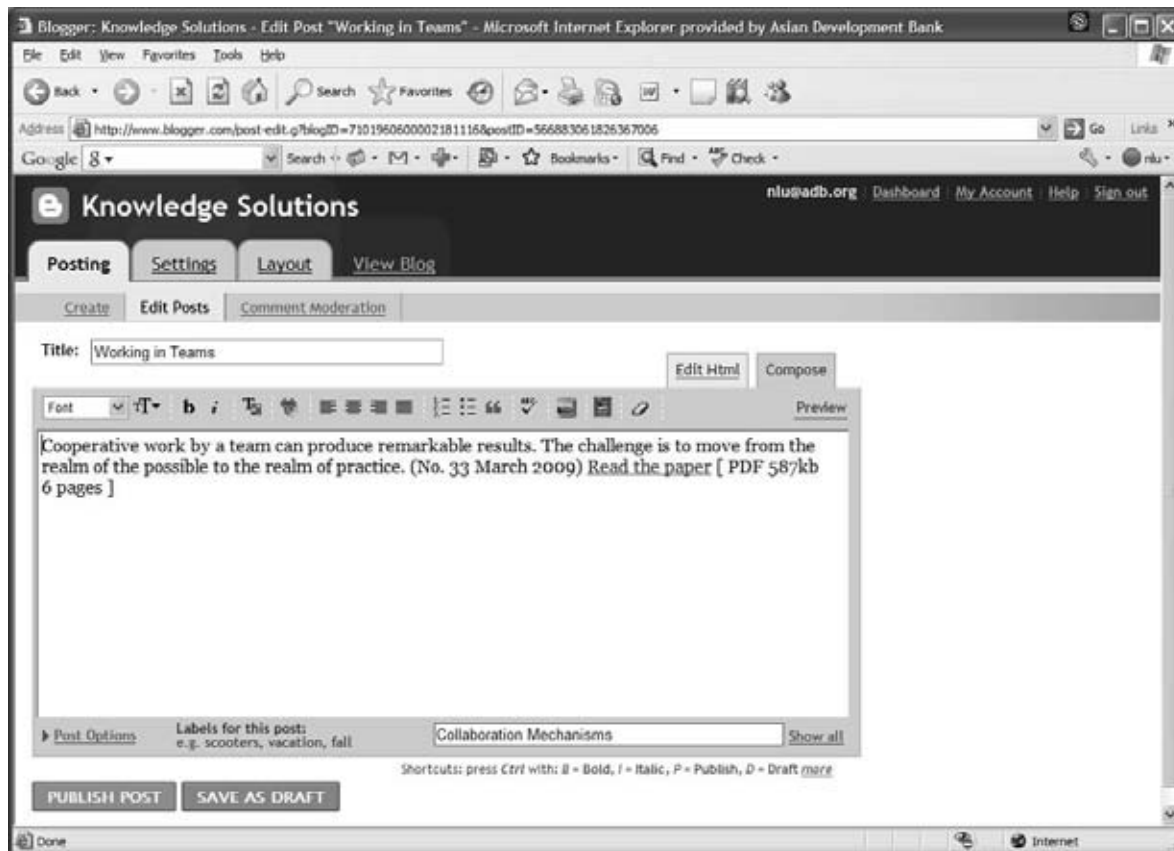 Blogger: Knowledge Solutions - Edit Post "Working in Teams" - Microsoft Internet Explorer provided by Asian Development Bank
File Edit View Favorites Tools Help
Back Search Favorites
Address http://www.blogger.com/post-edit.g?blogID=7101960600002181116&postID=566883061826367006 Go Links
Google Search Bookmarks Find Check nlu
nlu@adb.org Dashboard My Account Help Sign out
Knowledge Solutions
Posting Settings Layout View Blog
Create Edit Posts Comment Moderation
Title: Working in Teams
Edit Html Compose
Font b i Preview
Cooperative work by a team can produce remarkable results. The challenge is to move from the
realm of the possible to the realm of practice. (No. 33 March 2009) Read the paper [ PDF 587kb
6 pages ]
Post Options Labels for this post: Collaboration Mechanisms Show all
e.g. scooters, vacation, fall
Shortcuts: press Ctrl with: B = Bold, I = Italic, P = Publish, D = Draft more
PUBLISH POST SAVE AS DRAFT
Done Internet